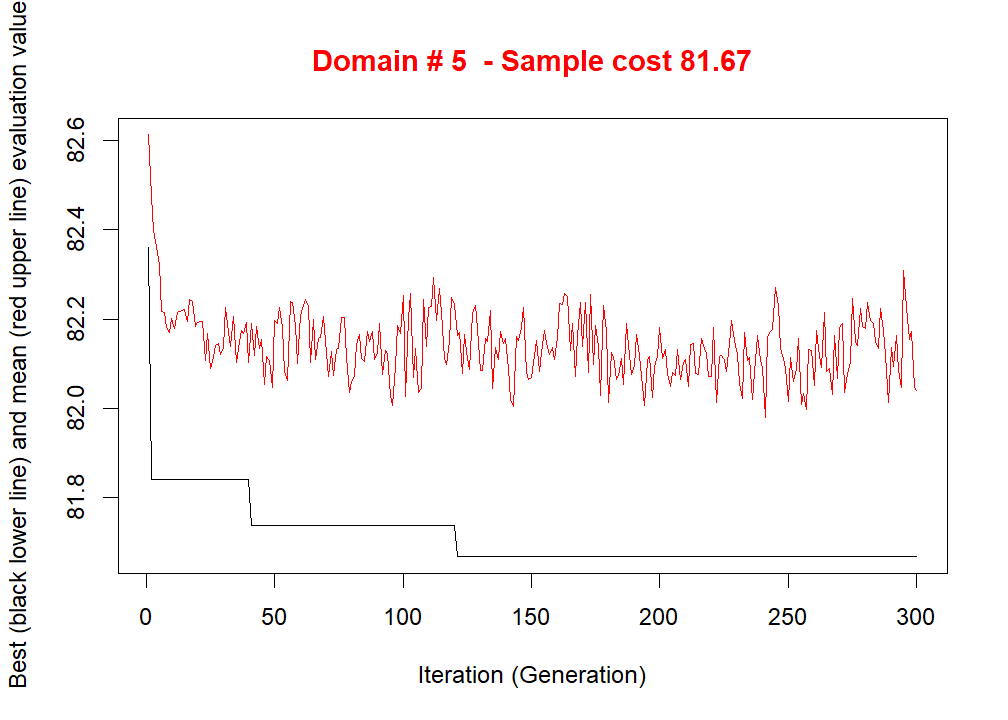 Domain # 5  - Sample cost 81.67
Best (black lower line) and mean (red upper line) evaluation value
82.6
82.4
82.2
82.0
81.8
0 50 100 150 200 250 300
Iteration (Generation)